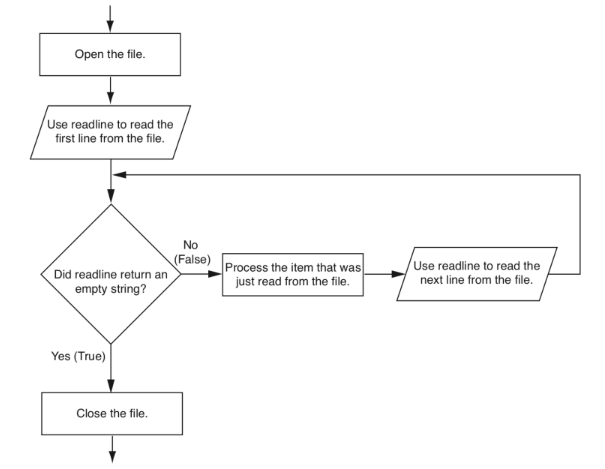 Open the file.
Use readline to read the
first line from the file.
No
(False)
Did readline return an
empty string?
Process the item that was
just read from the file.
Use readline to read the
next line from the file.
Yes (True)
Close the file.